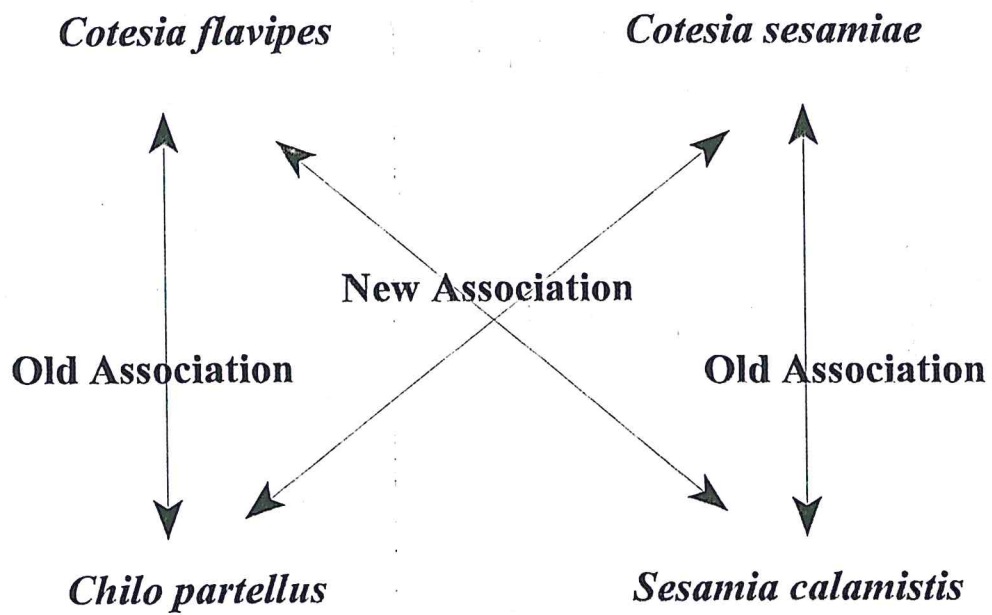 Cotesia flavipes
Cotesia sesamiae
New Association
Old Association
Old Association
Chilo partellus
Sesamia calamistis